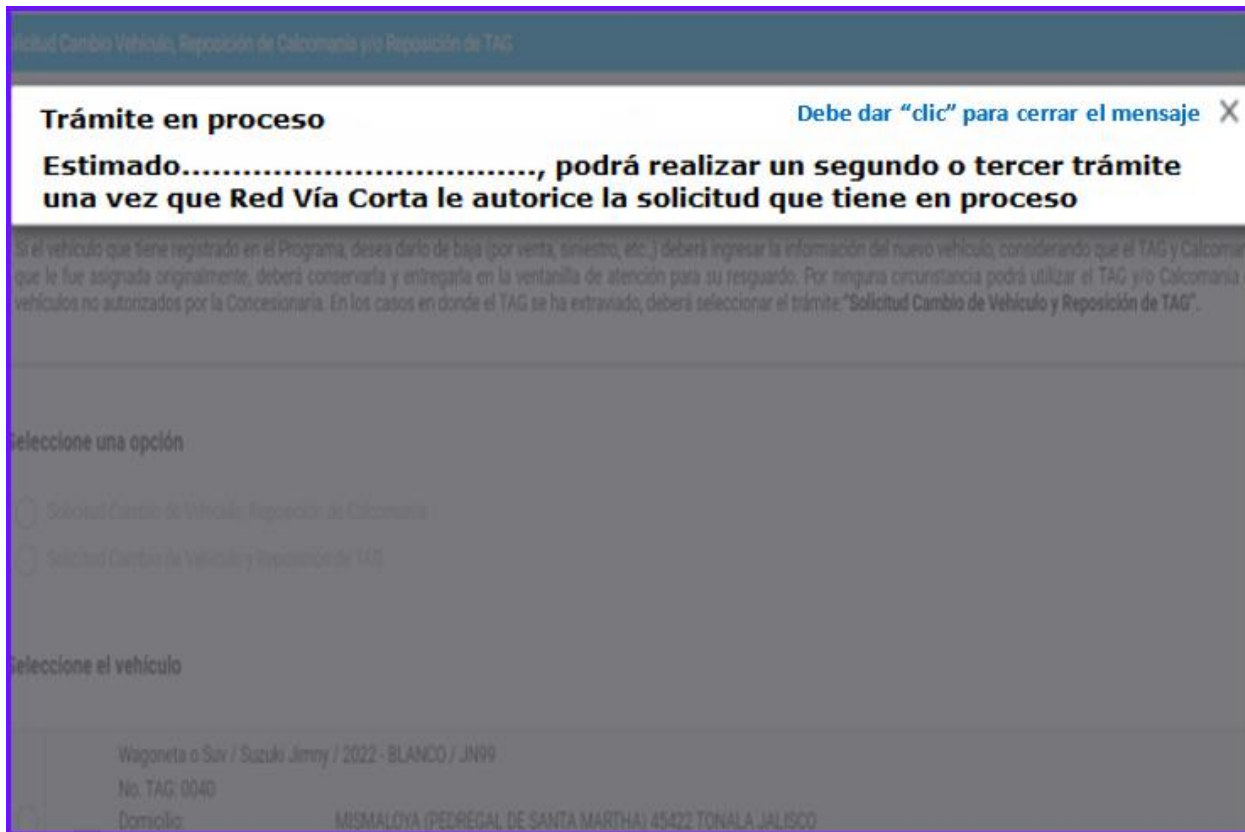 licitud Cambio Vehículo, Reposición de Calcomanía y/o Reposición de TAG
Trámite en proceso
Debe dar “clic” para cerrar el mensaje X
Estimado..................................., podrá realizar un segundo o tercer trámite
una vez que Red Vía Corta le autorice la solicitud que tiene en proceso
Si el vehículo que tiene registrado en el Programa, desea darlo de baja (por venta, siniestro, etc.,) deberá ingresar la información del nuevo vehículo, considerando que el TAG y Calcoman
que le fue asignada originalmente, deberá conservarla y entregarla en la ventanilla de atención para su resguardo. Por ninguna circunstancia podrá utilizar el TAG y/o Calcomanía
vehículos no autorizados por la Concesionaria. En los casos en donde el TAG se ha extraviado, deberá seleccionar el trámite:"Solicitud Cambio de Vehículo y Reposición de TAG".
Seleccione una opción
Solicitud Cambio de Vehículo, Reposición de Calcomanía
Solicitud Cambio de Vehículo y Reposición de TAG
Seleccione el vehículo
Wagoneta o Suv / Suzuki Jimny / 2022 - BLANCO / JN99
No. TAG: 0040
Domicilio: MISMALOYA (PEDREGAL DE SANTA MARTHA) 45422 TONALA JALISCO